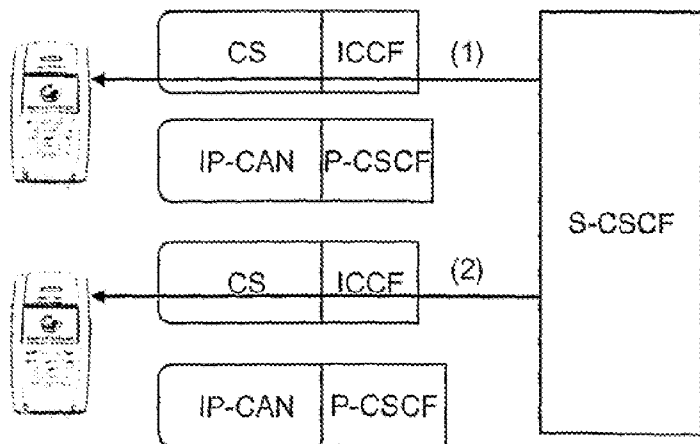 CS ICCF (1)
IP-CAN P-CSCF
S-CSCF
CS ICCF (2)
IP-CAN P-CSCF